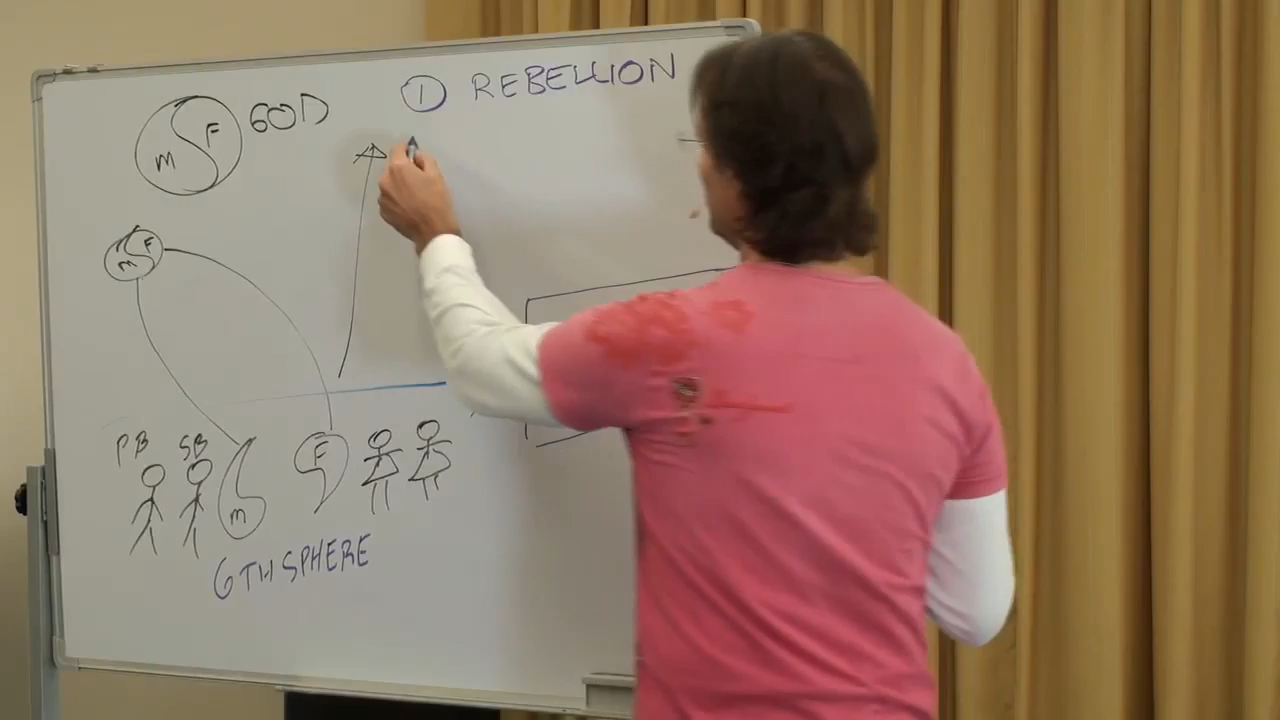 ① REBELLION
M F GOD
M F
PB SB
M F
6TH SPHERE